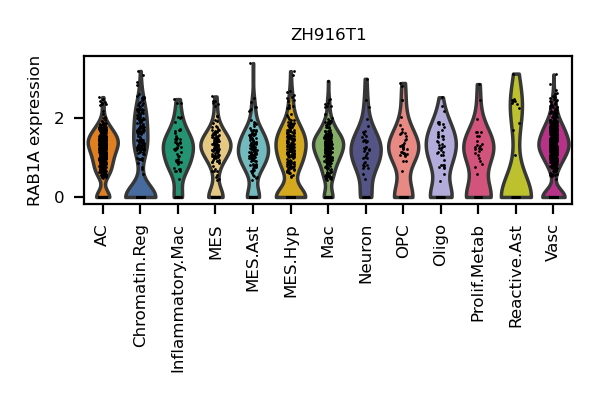 ZH916T1
RAB1A expression
2
0
AC
Chromatin.Reg
Inflammatory.Mac
MES
MES.Ast
MES.Hyp
Mac
Neuron
OPC
Oligo
Prolif.Metab
Reactive.Ast
Vasc